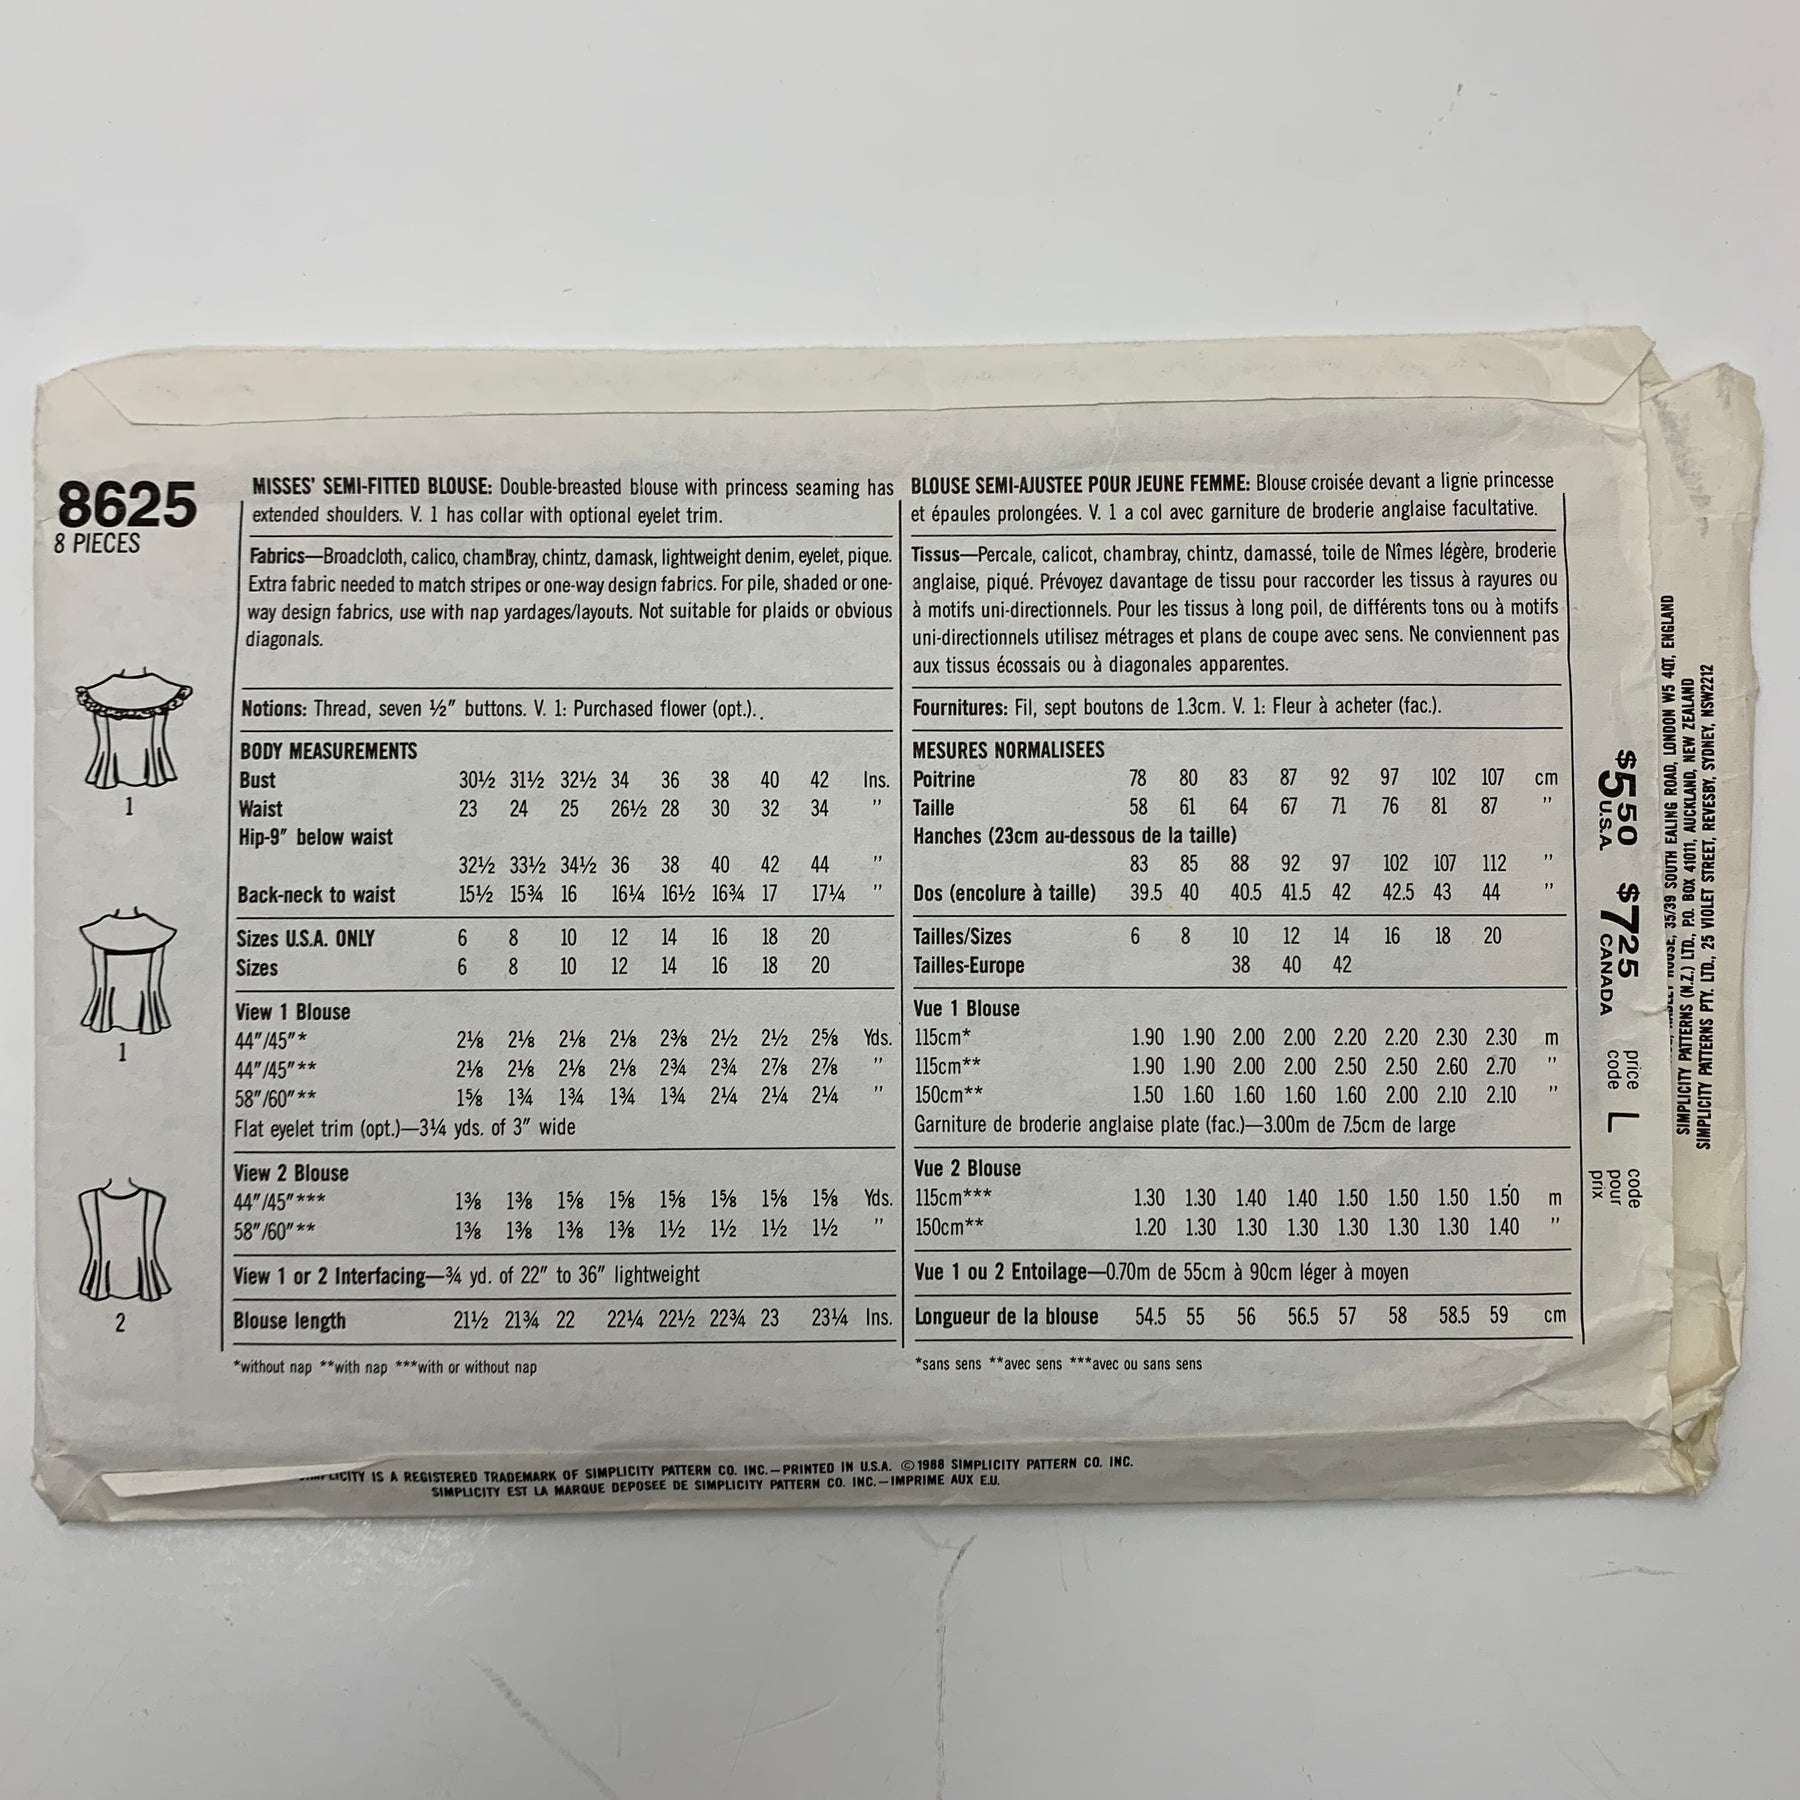 8625
8 PIECES
1
1
2
MISSES' SEMI-FITTED BLOUSE: Double-breasted blouse with princess seaming has
extended shoulders. V. 1 has collar with optional eyelet trim.
Fabrics—Broadcloth, calico, chambray, chintz, damask, lightweight denim, eyelet, pique.
Extra fabric needed to match stripes or one-way design fabrics. For pile, shaded or one-
way design fabrics, use with nap yardages/layouts. Not suitable for plaids or obvious
diagonals.
Notions: Thread, seven ½" buttons. V. 1: Purchased flower (opt.).
BODY MEASUREMENTS
Bust 30½ 31½ 32½ 34 36 38 40 42 Ins.
Waist 23 24 25 26½ 28 30 32 34 "
Hip-9" below waist
32½ 33½ 34½ 36 38 40 42 44 "
Back-neck to waist 15½ 15¾ 16 16¼ 16½ 16¾ 17 17¼ "
Sizes U.S.A. ONLY 6 8 10 12 14 16 18 20
Sizes 6 8 10 12 14 16 18 20
View 1 Blouse
44"/45"* 2⅛ 2⅛ 2⅛ 2⅛ 2⅜ 2½ 2½ 2⅝ Yds.
44"/45"** 2⅛ 2⅛ 2⅛ 2⅛ 2¾ 2¾ 2⅞ 2⅞ "
58"/60"** 1⅝ 1¾ 1¾ 1¾ 1¾ 2¼ 2¼ 2¼ "
Flat eyelet trim (opt.)—3¼ yds. of 3" wide
View 2 Blouse
44"/45"*** 1⅜ 1⅜ 1⅝ 1⅝ 1⅝ 1⅝ 1⅝ 1⅝ Yds.
58"/60"** 1⅜ 1⅜ 1⅜ 1⅜ 1½ 1½ 1½ 1½ "
View 1 or 2 Interfacing—¾ yd. of 22" to 36" lightweight
Blouse length 21½ 21¾ 22 22¼ 22½ 22¾ 23 23¼ Ins.
*without nap **with nap ***with or without nap
BLOUSE SEMI-AJUSTEE POUR JEUNE FEMME: Blouse croisée devant a ligne princesse
et épaules prolongées. V. 1 a col avec garniture de broderie anglaise facultative.
Tissus—Percale, calicot, chambray, chintz, damassé, toile de Nîmes légère, broderie
anglaise, piqué. Prévoyez davantage de tissu pour raccorder les tissus à rayures ou
à motifs uni-directionnels. Pour les tissus à long poil, de différents tons ou à motifs
uni-directionnels utilisez métrages et plans de coupe avec sens. Ne conviennent pas
aux tissus écossais ou à diagonales apparentes.
Fournitures: Fil, sept boutons de 1.3cm. V. 1: Fleur à acheter (fac.).
MESURES NORMALISEES
Poitrine 78 80 83 87 92 97 102 107 cm
Taille 58 61 64 67 71 76 81 87 "
Hanches (23cm au-dessous de la taille)
83 85 88 92 97 102 107 112 "
Dos (encolure à taille) 39.5 40 40.5 41.5 42 42.5 43 44 "
Tailles/Sizes 6 8 10 12 14 16 18 20
Tailles-Europe 38 40 42
Vue 1 Blouse
115cm* 1.90 1.90 2.00 2.00 2.20 2.20 2.30 2.30 m
115cm** 1.90 1.90 2.00 2.00 2.50 2.50 2.60 2.70 "
150cm** 1.50 1.60 1.60 1.60 1.60 2.00 2.10 2.10 "
Garniture de broderie anglaise plate (fac.)—3.00m de 7.5cm de large
Vue 2 Blouse
115cm*** 1.30 1.30 1.40 1.40 1.50 1.50 1.50 1.50 m
150cm** 1.20 1.30 1.30 1.30 1.30 1.30 1.30 1.40 "
Vue 1 ou 2 Entoilage—0.70m de 55cm à 90cm léger à moyen
Longueur de la blouse 54.5 55 56 56.5 57 58 58.5 59 cm
*sans sens **avec sens ***avec ou sans sens
$5.50 U.S.A. $7.25 CANADA
price code L
code pour prix
35/39 SOUTH EALING ROAD, LONDON W5 4QT, ENGLAND
SIMPLICITY PATTERNS (N.Z.) LTD., P.O. BOX 41011, AUCKLAND, NEW ZEALAND
SIMPLICITY PATTERNS PTY. LTD., 25 VIOLET STREET, REVESBY, SYDNEY, NSW2212
IS A REGISTERED TRADEMARK OF SIMPLICITY PATTERN CO. INC.—PRINTED IN U.S.A. ©1988 SIMPLICITY PATTERN CO. INC.
SIMPLICITY EST LA MARQUE DEPOSEE DE SIMPLICITY PATTERN CO. INC.—IMPRIME AUX E.U.